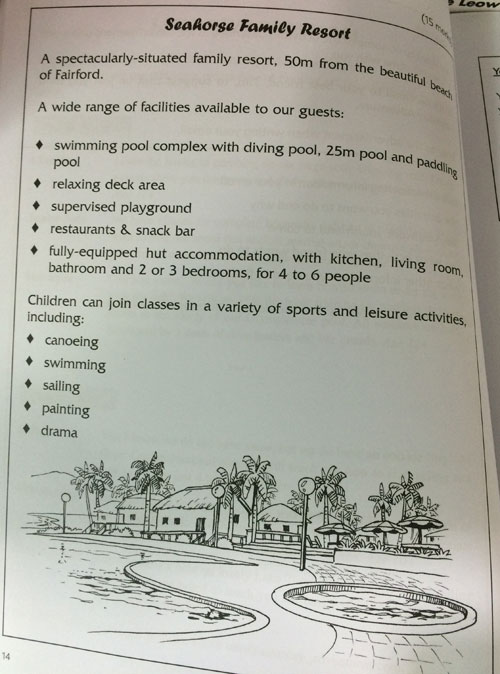 Leow
(15
Seahorse Family Resort
A spectacularly-situated family resort, 50m from the beautiful beach
of Fairford.
A wide range of facilities available to our guests:
♦ swimming pool complex with diving pool, 25m pool and paddling
pool
♦ relaxing deck area
♦ supervised playground
♦ restaurants & snack bar
♦ fully-equipped hut accommodation, with kitchen, living room,
bathroom and 2 or 3 bedrooms, for 4 to 6 people
Children can join classes in a variety of sports and leisure activities,
including:
♦ canoeing
♦ swimming
♦ sailing
♦ painting
♦ drama
14